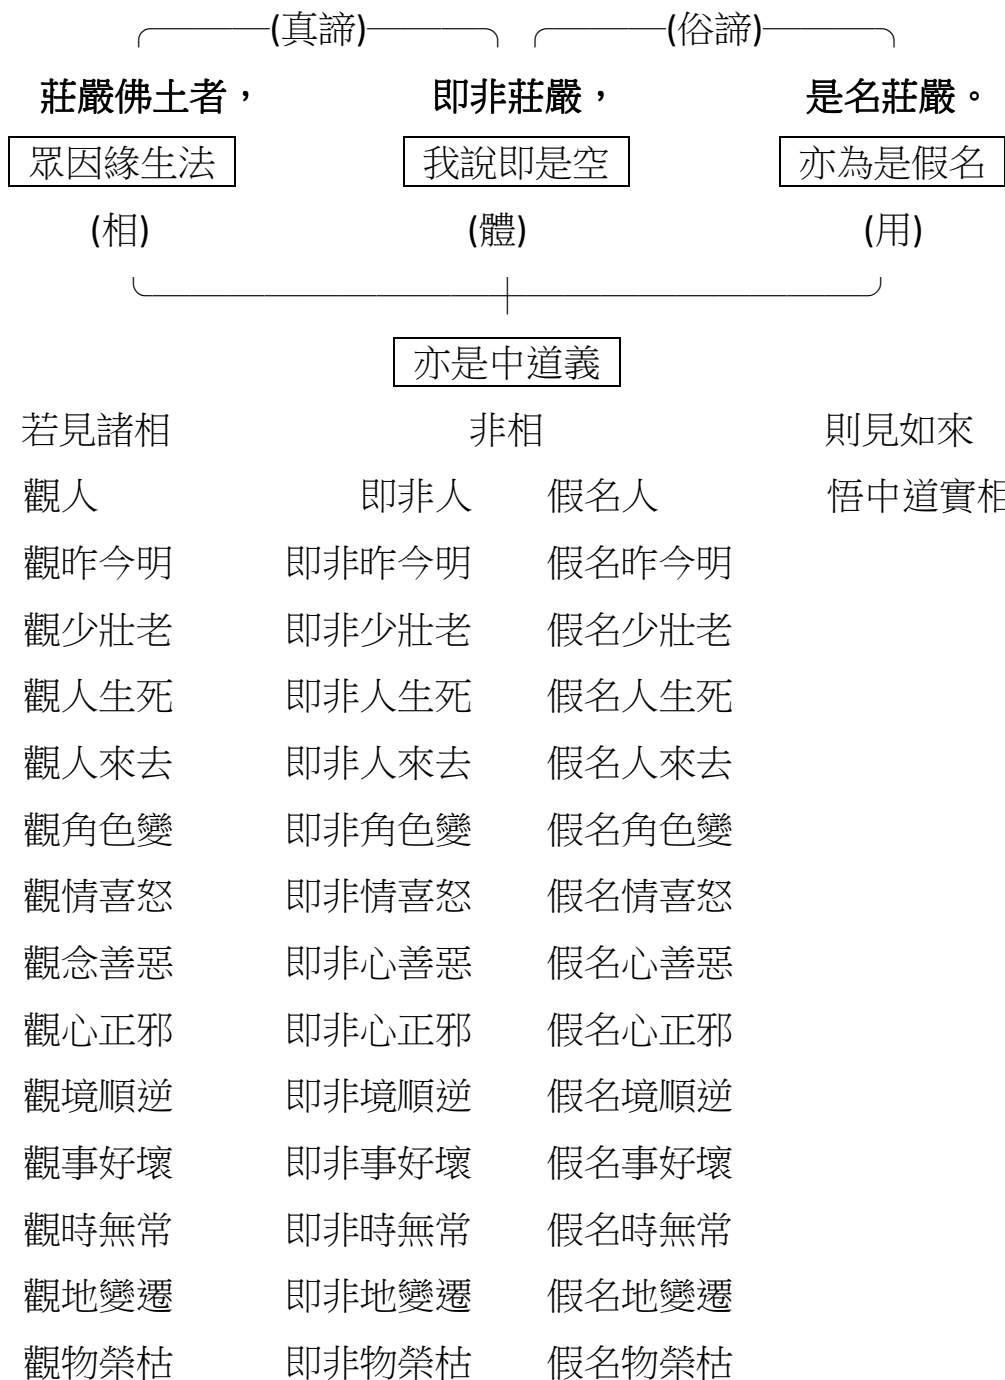 (真諦) (俗諦)
莊嚴佛土者， 即非莊嚴， 是名莊嚴。
眾因緣生法 我說即是空 亦為是假名
(相) (體) (用)
亦是中道義
若見諸相 非相 則見如來
觀人 即非人 假名人 悟中道實相
觀昨今明 即非昨今明 假名昨今明
觀少壯老 即非少壯老 假名少壯老
觀人生死 即非人生死 假名人生死
觀人來去 即非人來去 假名人來去
觀角色變 即非角色變 假名角色變
觀情喜怒 即非情喜怒 假名情喜怒
觀念善惡 即非心善惡 假名心善惡
觀心正邪 即非心正邪 假名心正邪
觀境順逆 即非境順逆 假名境順逆
觀事好壞 即非事好壞 假名事好壞
觀時無常 即非時無常 假名時無常
觀地變遷 即非地變遷 假名地變遷
觀物榮枯 即非物榮枯 假名物榮枯